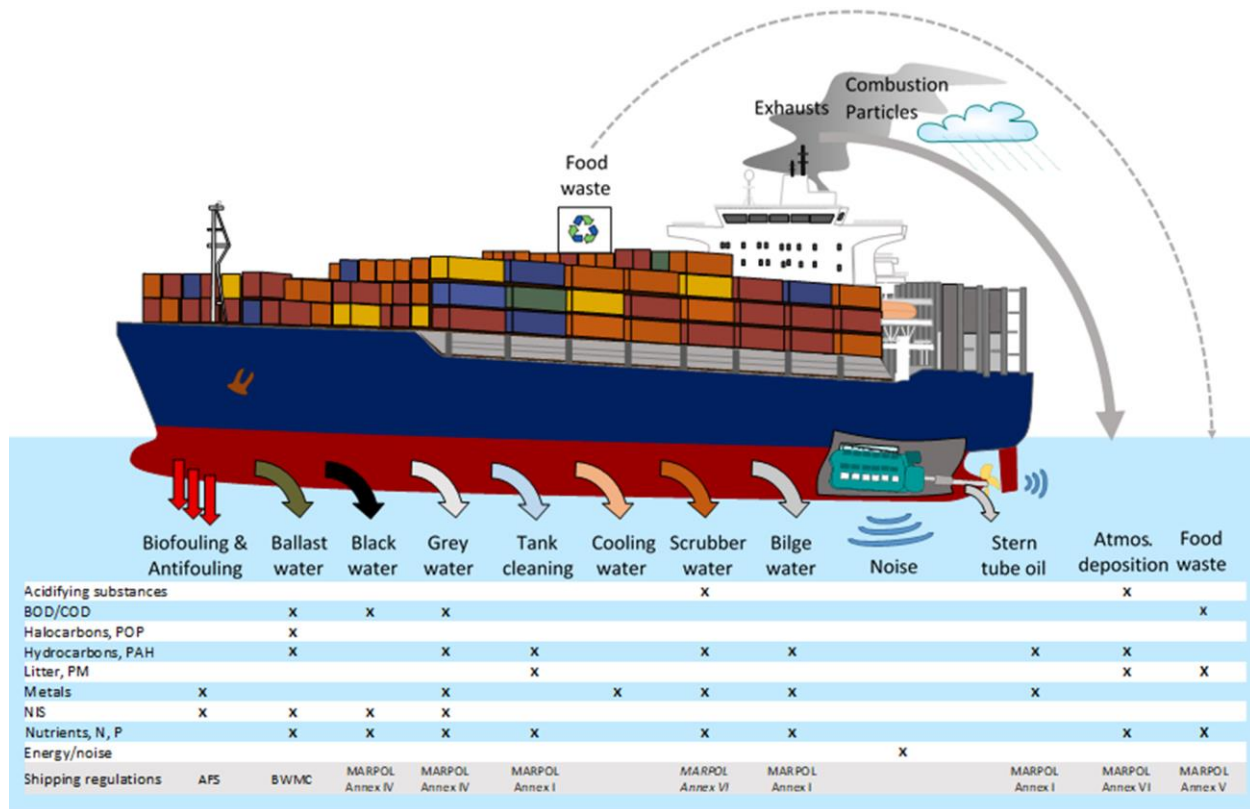 Combustion
Exhausts Particles
Food
waste
Biofouling & Ballast Black Grey Tank Cooling Scrubber Bilge Noise Stern Atmos. Food
Antifouling water water water cleaning water water water tube oil deposition waste
Acidifying substances x x
BOD/COD x x x x
Halocarbons, POP x
Hydrocarbons, PAH x x x x x x x
Litter, PM x x x
Metals x x x x x x
NIS x x x x
Nutrients, N, P x x x x x x x x
Energy/noise x
Shipping regulations AFS BWMC MARPOL Annex IV MARPOL Annex IV MARPOL Annex I MARPOL Annex VI MARPOL Annex I MARPOL Annex I MARPOL Annex VI MARPOL Annex V